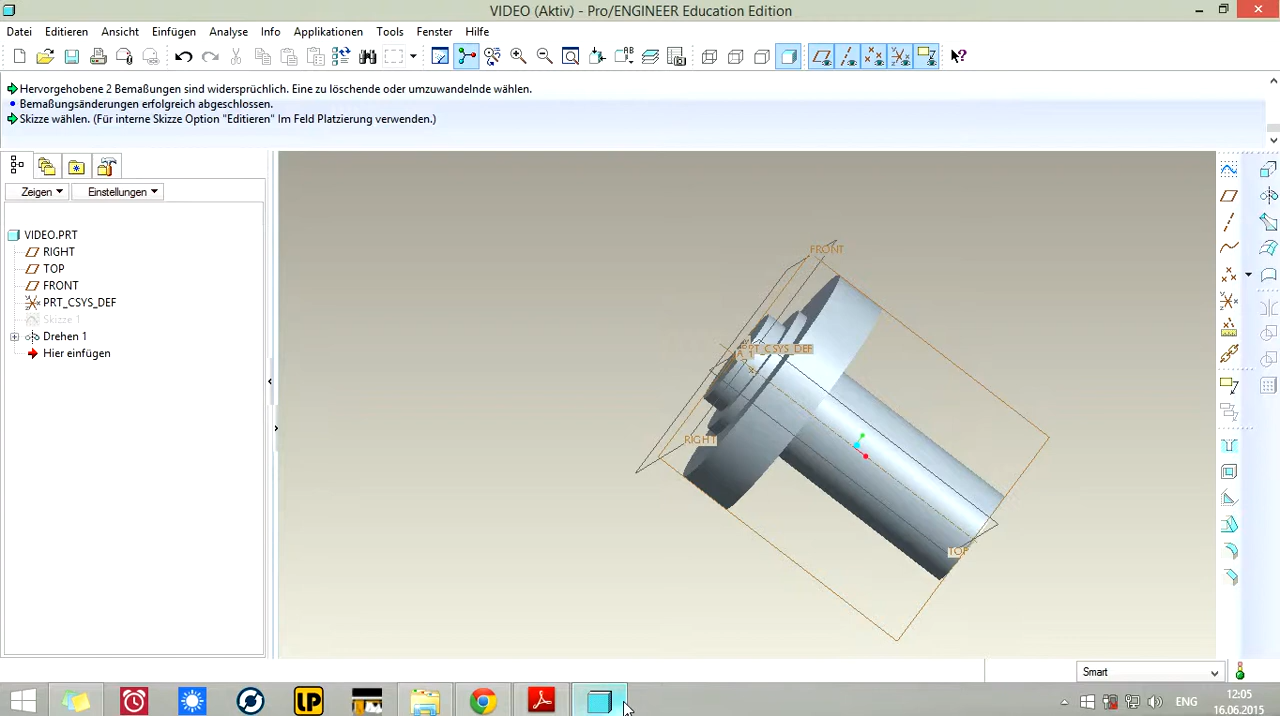 VIDEO (Aktiv) - Pro/ENGINEER Education Edition
Datei Editieren Ansicht Einfügen Analyse Info Applikationen Tools Fenster Hilfe
Hervorgehobene 2 Bemaßungen sind widersprüchlich. Eine zu löschende oder umzuwandelnde wählen.
Bemaßungsänderungen erfolgreich abgeschlossen.
Skizze wählen. (Für interne Skizze Option "Editieren" Im Feld Platzierung verwenden.)
Zeigen Einstellungen
VIDEO.PRT
RIGHT
TOP
FRONT
PRT_CSYS_DEF
Skizze 1
Drehen 1
Hier einfügen
FRONT
PRT_CSYS_DEF
A_1
RIGHT
TOP
Smart
LP
ENG
12:05
16.06.2015